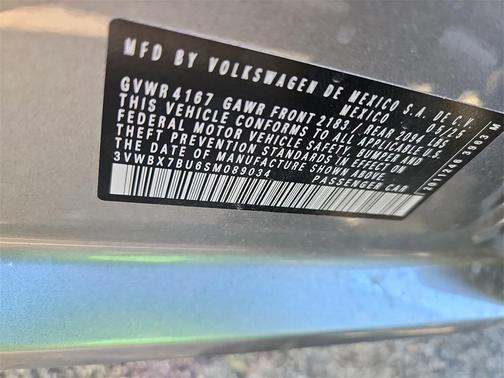 MFD BY VOLKSWAGEN DE MEXICO S.A. DE C.V.
MEXICO 05/25
GVWR 4167 GAWR FRONT 2183 / REAR 2094 LBS
THIS VEHICLE CONFORMS TO ALL APPLICABLE U.S.
FEDERAL MOTOR VEHICLE SAFETY, BUMPER AND
THEFT PREVENTION STANDARDS IN EFFECT ON
THE DATE OF MANUFACTURE SHOWN ABOVE.
3VWBX7BU6SM089034 PASSENGER CAR